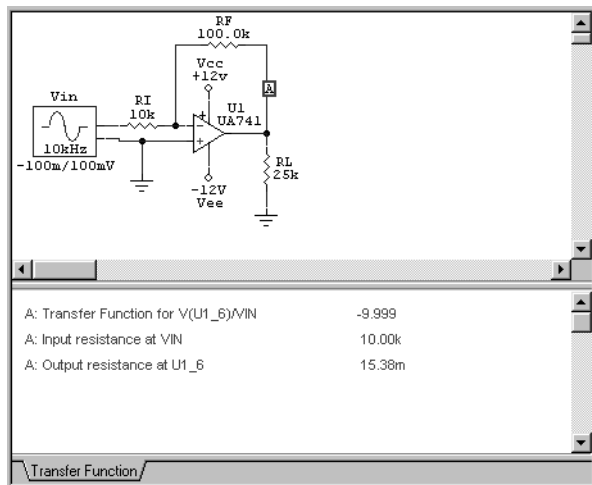 RF
100.0k
Vcc
+12v
A
Vin
RI
10k
U1
UA741
10kHz
-100m/100mV
RL
25k
-12V
Vee
A: Transfer Function for V(U1_6)/VIN -9.999
A: Input resistance at VIN 10.00k
A: Output resistance at U1_6 15.38m
Transfer Function